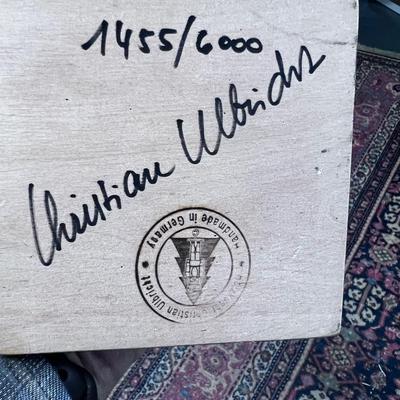 1455/6000
Christian Ulbricht
Handmade in Germany
Christian Ulbricht